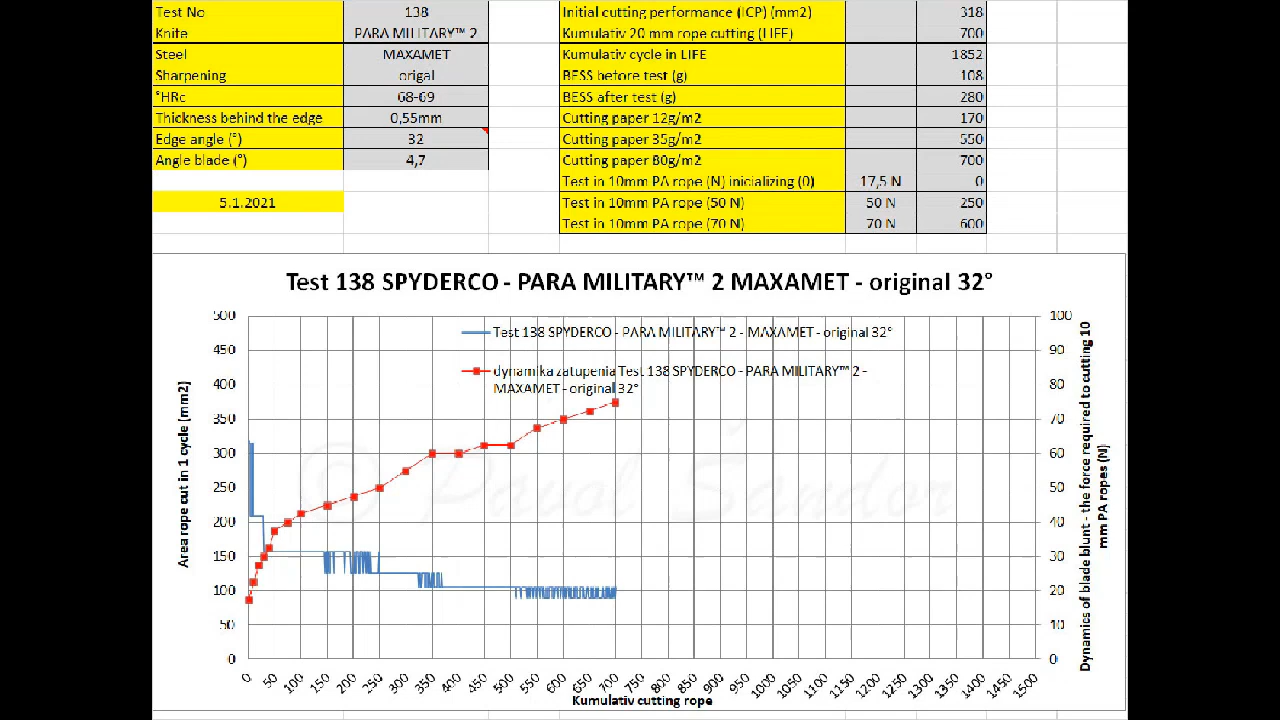 Test No 138 Initial cutting performance (ICP) (mm2) 318
Knife PARA MILITARY™ 2 Kumulativ 20 mm rope cutting (LIFE) 700
Steel MAXAMET Kumulativ cycle in LIFE 1852
Sharpening origal BESS before test (g) 108
°HRc 68-69 BESS after test (g) 280
Thickness behind the edge 0,55mm Cutting paper 12g/m2 170
Edge angle (°) 32 Cutting paper 35g/m2 550
Angle blade (°) 4,7 Cutting paper 80g/m2 700
Test in 10mm PA rope (N) inicializing (0) 17,5 N 0
5.1.2021 Test in 10mm PA rope (50 N) 50 N 250
Test in 10mm PA rope (70 N) 70 N 600
Test 138 SPYDERCO - PARA MILITARY™ 2 MAXAMET - original 32°
Test 138 SPYDERCO - PARA MILITARY™ 2 - MAXAMET - original 32°
dynamika zatupenia Test 138 SPYDERCO - PARA MILITARY™ 2 -
MAXAMET - original 32°
Area rope cut in 1 cycle (mm2)
500
450
400
350
300
250
200
150
100
50
0
100
90
80
70
60
50
40
30
20
10
0
Dynamics of blade blunt - the force required to cutting 10
mm PA ropes (N)
© Pavol Sandor
0 50 100 150 200 250 300 350 400 450 500 550 600 650 700 750 800 850 900 950 1000 1050 1100 1150 1200 1250 1300 1350 1400 1450 1500
Kumulativ cutting rope